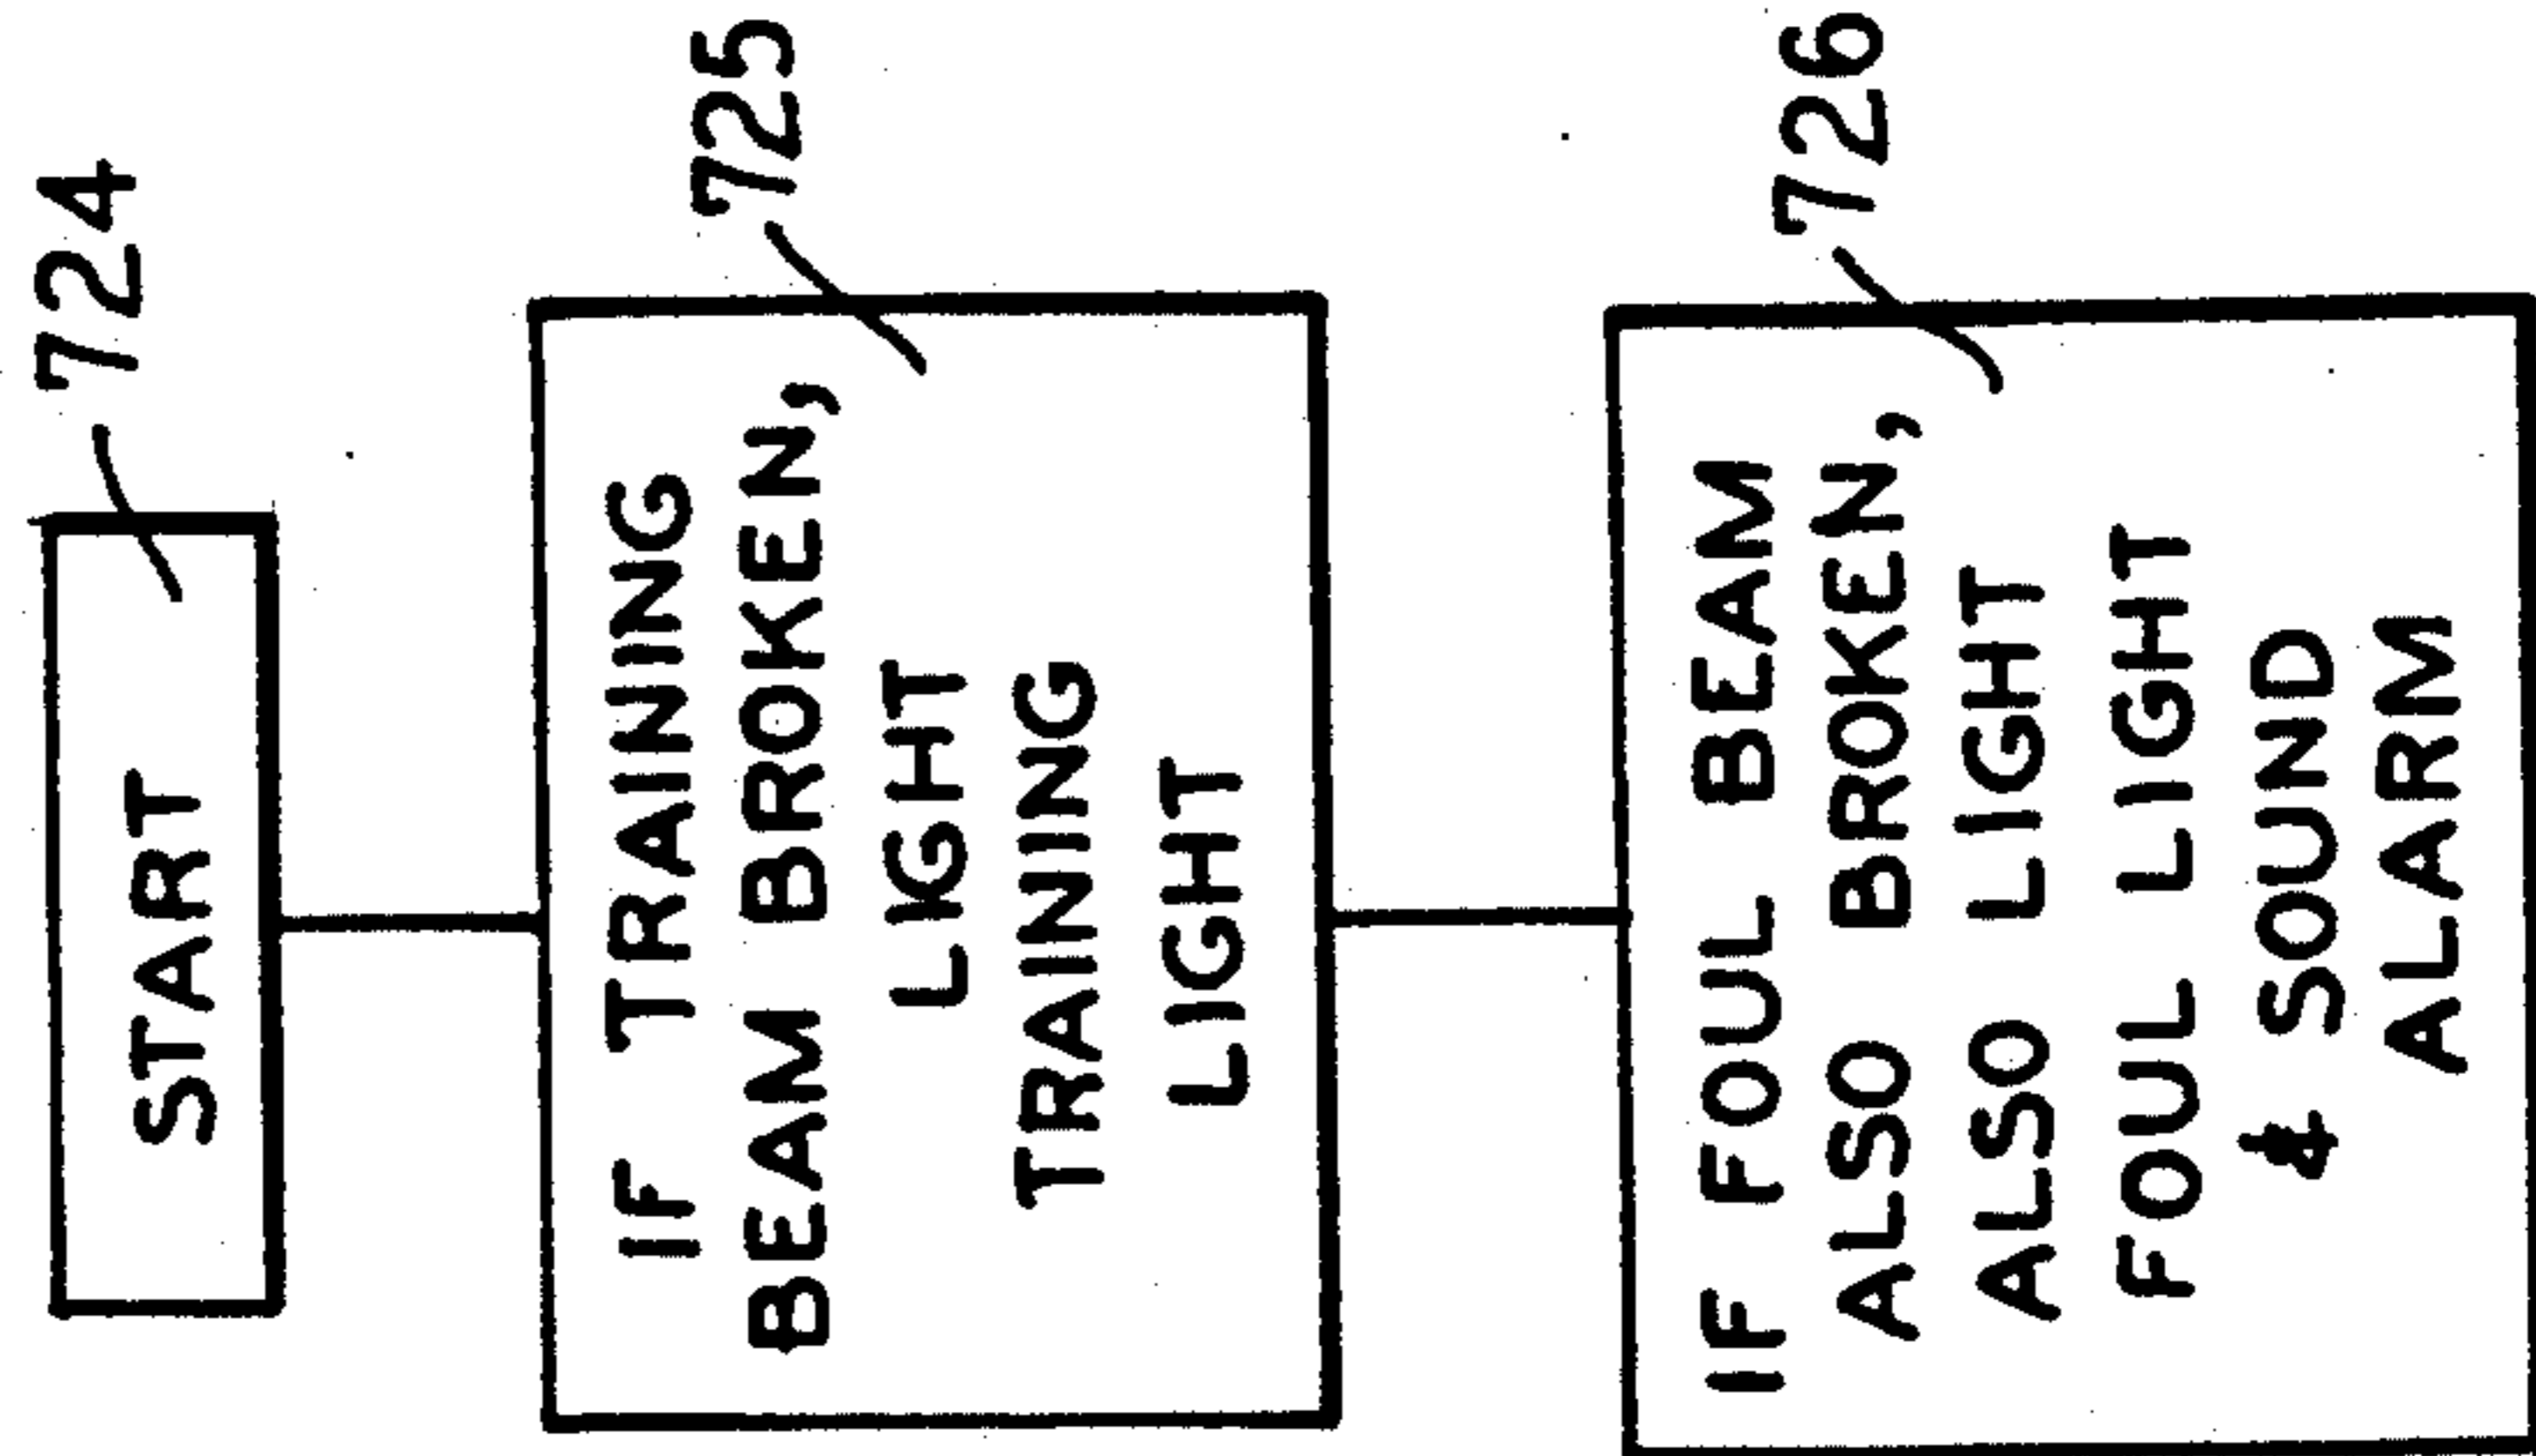 724
START
725
IF TRAINING
BEAM BROKEN,
LIGHT
TRAINING
LIGHT
726
IF FOUL BEAM
ALSO BROKEN,
ALSO LIGHT
FOUL LIGHT
& SOUND
ALARM